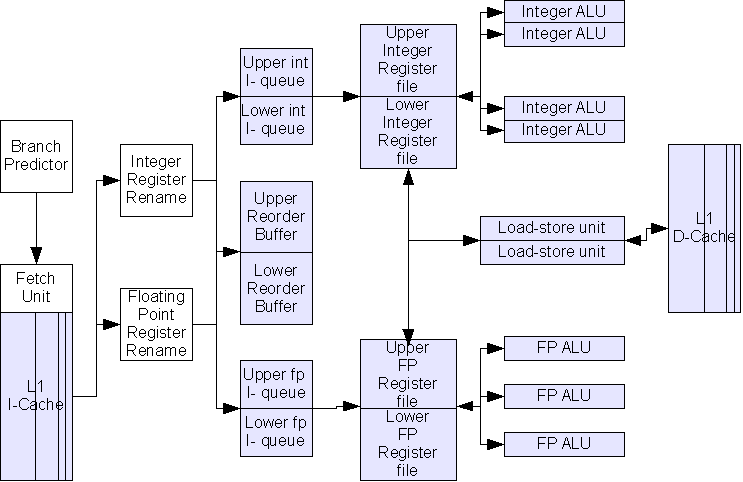 Branch
Predictor
Fetch
Unit
L1
I-Cache
Integer
Register
Rename
Floating
Point
Register
Rename
Upper int
I- queue
Lower int
I- queue
Upper
Reorder
Buffer
Lower
Reorder
Buffer
Upper fp
I- queue
Lower fp
I- queue
Upper
Integer
Register
file
Lower
Integer
Register
file
Upper
FP
Register
file
Lower
FP
Register
file
Integer ALU
Integer ALU
Integer ALU
Integer ALU
Load-store unit
Load-store unit
FP ALU
FP ALU
FP ALU
L1
D-Cache